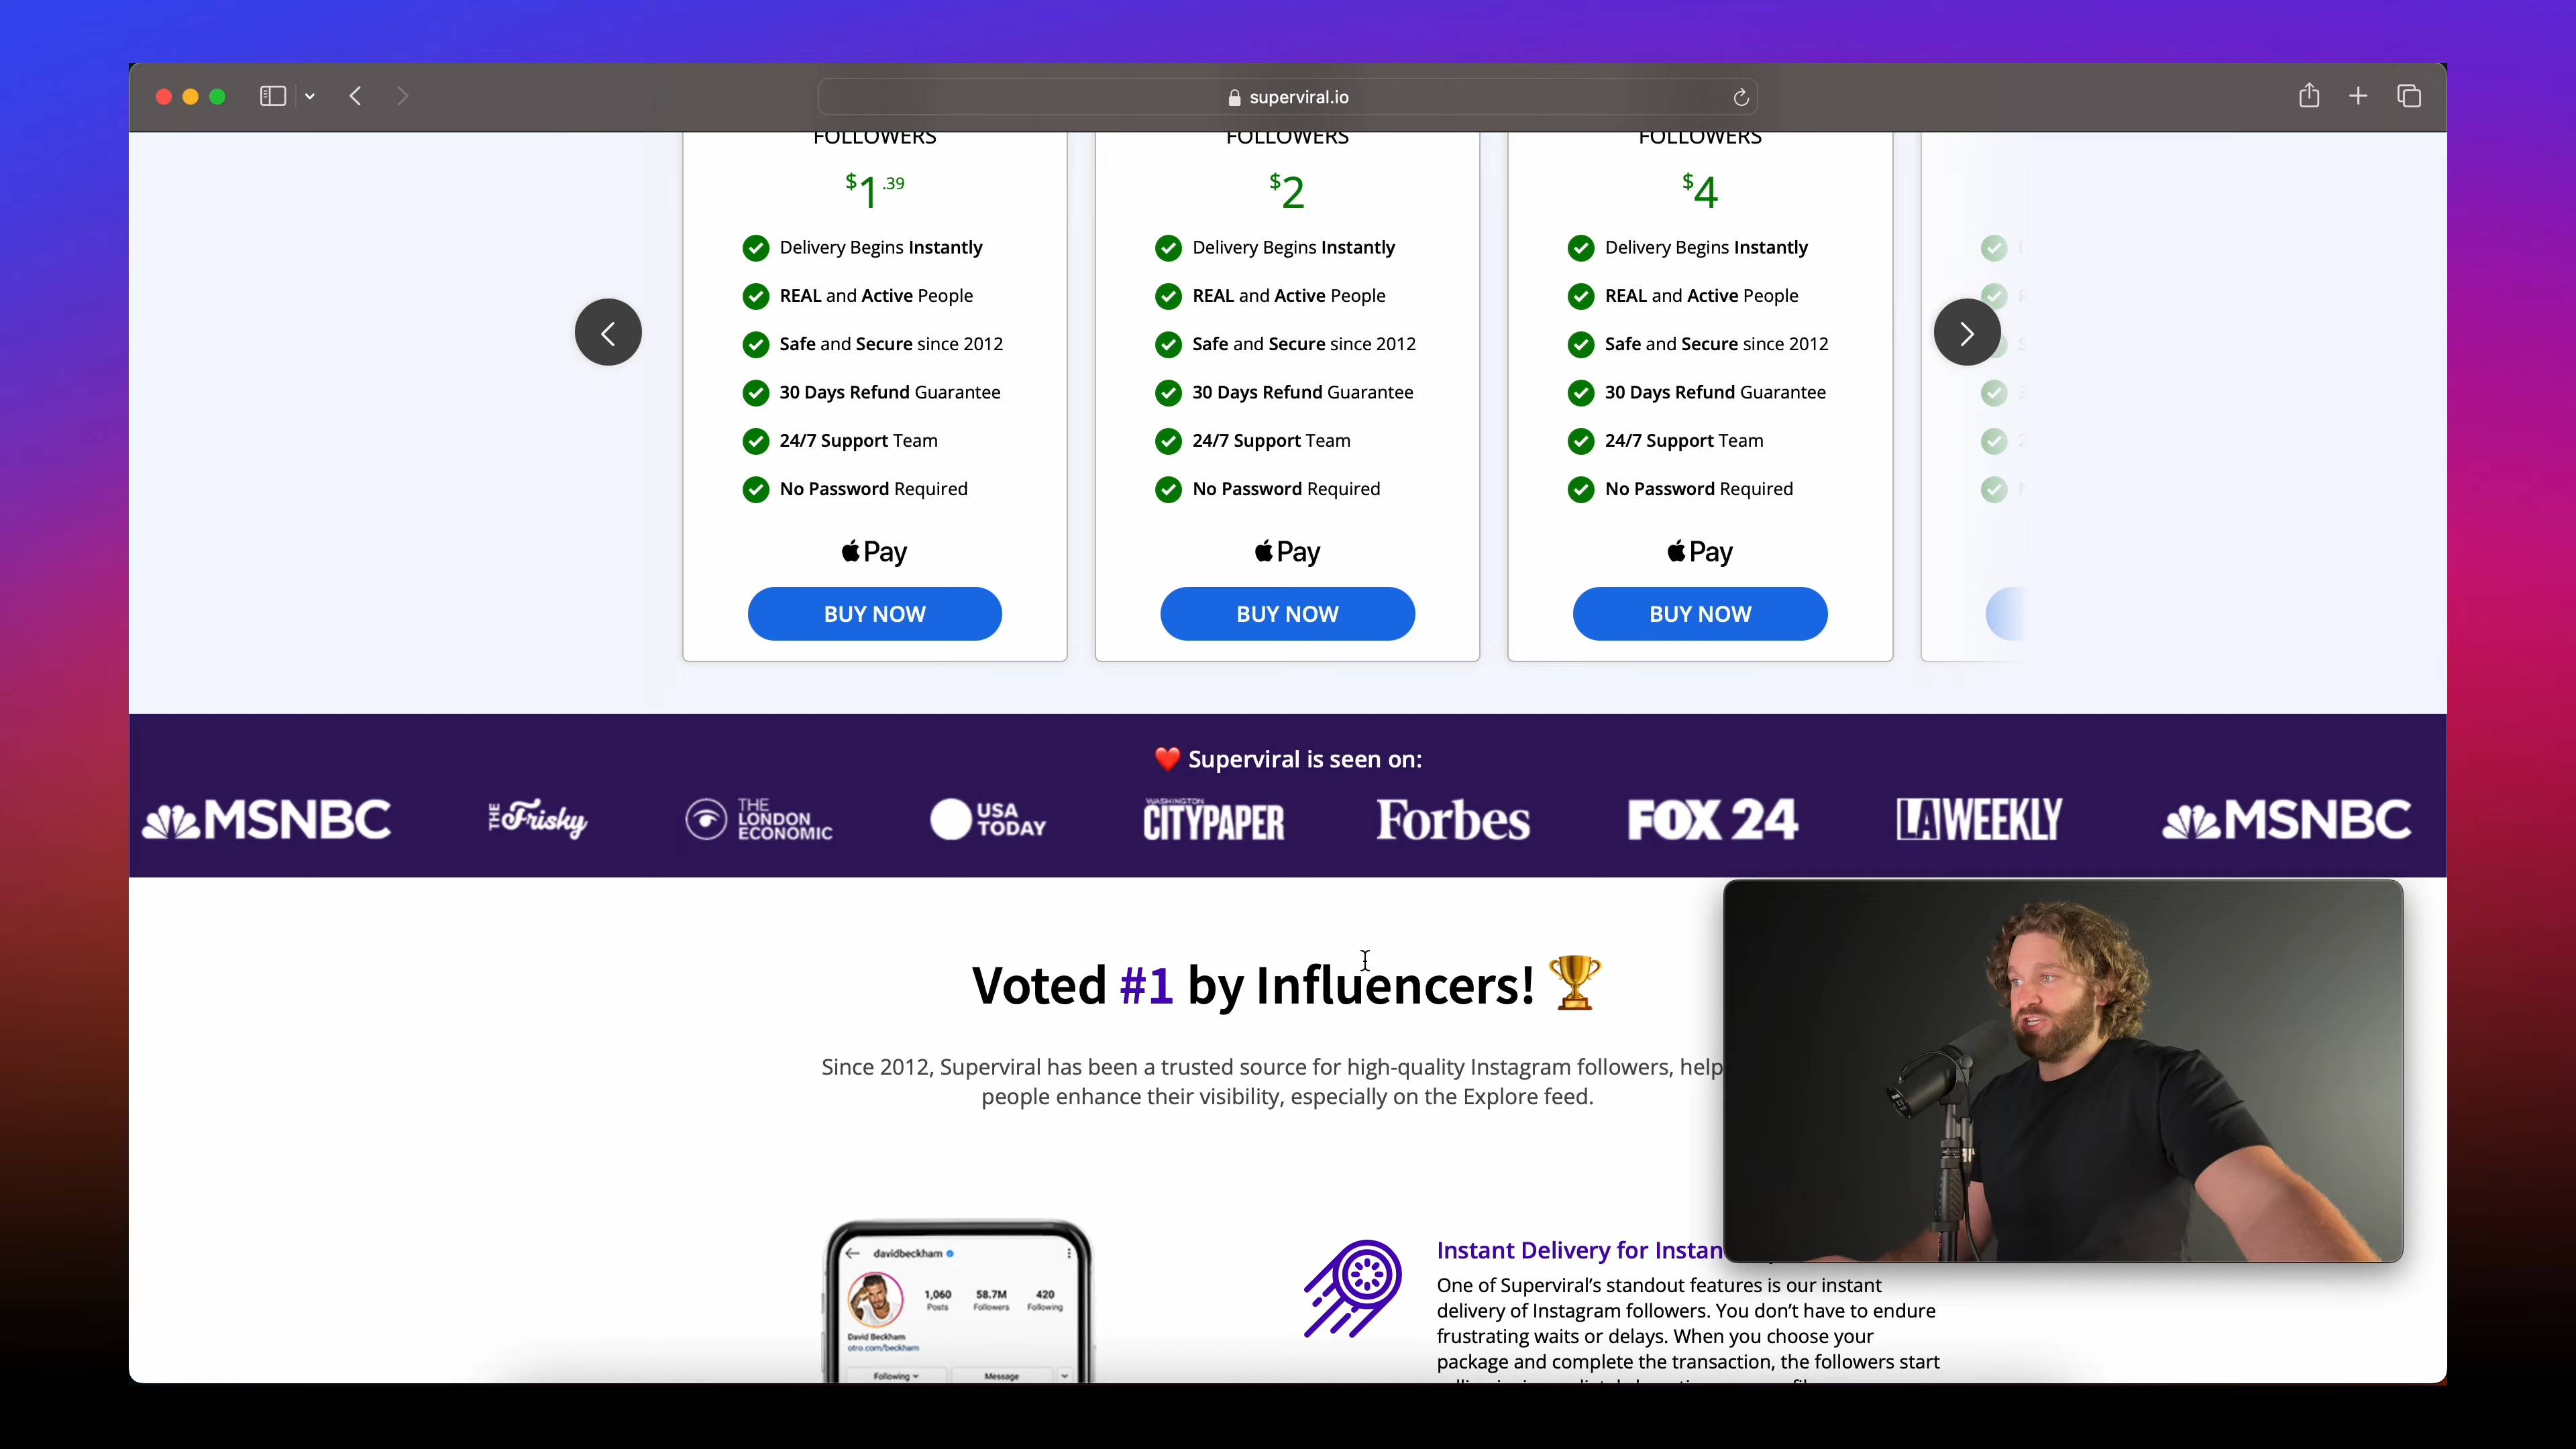 superviral.io
FOLLOWERS
$1.39
Delivery Begins Instantly
REAL and Active People
Safe and Secure since 2012
30 Days Refund Guarantee
24/7 Support Team
No Password Required
Pay
BUY NOW
FOLLOWERS
$2
Delivery Begins Instantly
REAL and Active People
Safe and Secure since 2012
30 Days Refund Guarantee
24/7 Support Team
No Password Required
Pay
BUY NOW
FOLLOWERS
$4
Delivery Begins Instantly
REAL and Active People
Safe and Secure since 2012
30 Days Refund Guarantee
24/7 Support Team
No Password Required
Pay
BUY NOW
❤️ Superviral is seen on:
MSNBC
THE Frisky
THE
LONDON
ECONOMIC
USA
TODAY
WASHINGTON
CITYPAPER
Forbes
FOX 24
LA WEEKLY
MSNBC
Voted #1 by Influencers! 🏆
Since 2012, Superviral has been a trusted source for high-quality Instagram followers, help
people enhance their visibility, especially on the Explore feed.
davidbeckham
1,060 58.7M 420
Posts Followers Following
David Beckham
otro.com/beckham
Following Message
Instant Delivery for Instan
One of Superviral's standout features is our instant
delivery of Instagram followers. You don't have to endure
frustrating waits or delays. When you choose your
package and complete the transaction, the followers start